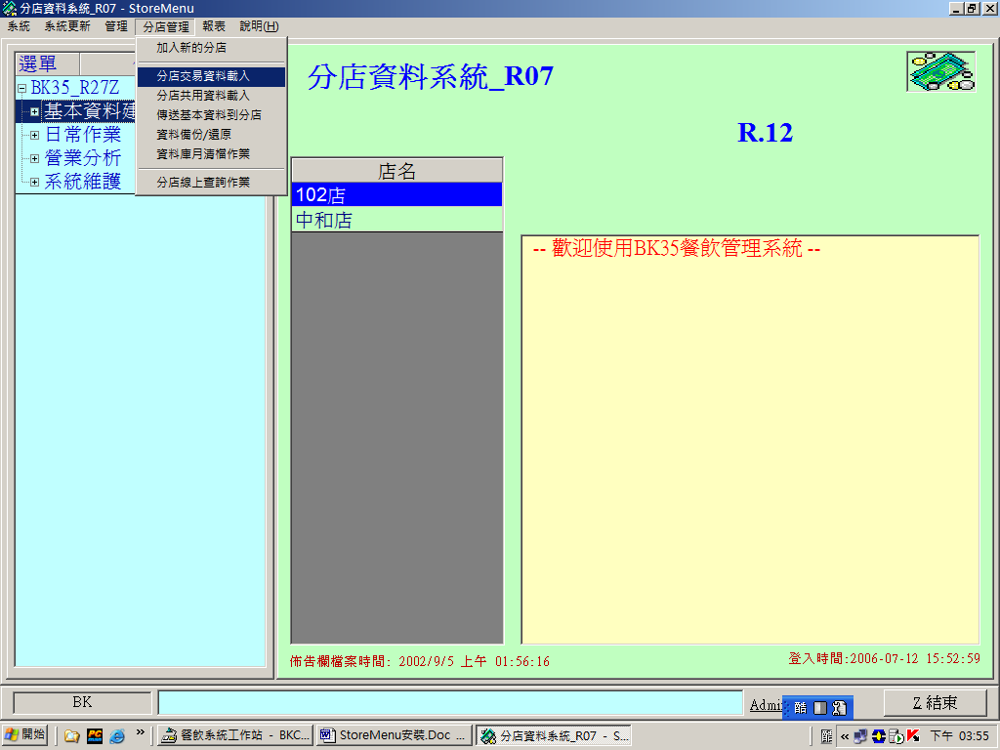 分店資料系統_R07 - StoreMenu
系統 系統更新 管理 分店管理 報表 說明(H)
加入新的分店
分店交易資料載入
分店共用資料載入
傳送基本資料到分店
資料備份/還原
資料庫月清檔作業
分店線上查詢作業
選單
BK35_R27Z
基本資料建
日常作業
營業分析
系統維護
分店資料系統_R07
R.12
店名
102店
中和店
-- 歡迎使用BK35餐飲管理系統 --
佈告欄檔案時間: 2002/9/5 上午 01:56:16
登入時間:2006-07-12 15:52:59
BK
Admi
酷
Z 結束
開始
餐飲系統工作站 - BKC...
StoreMenu安裝.Doc ...
分店資料系統_R07 - S...
下午 03:55